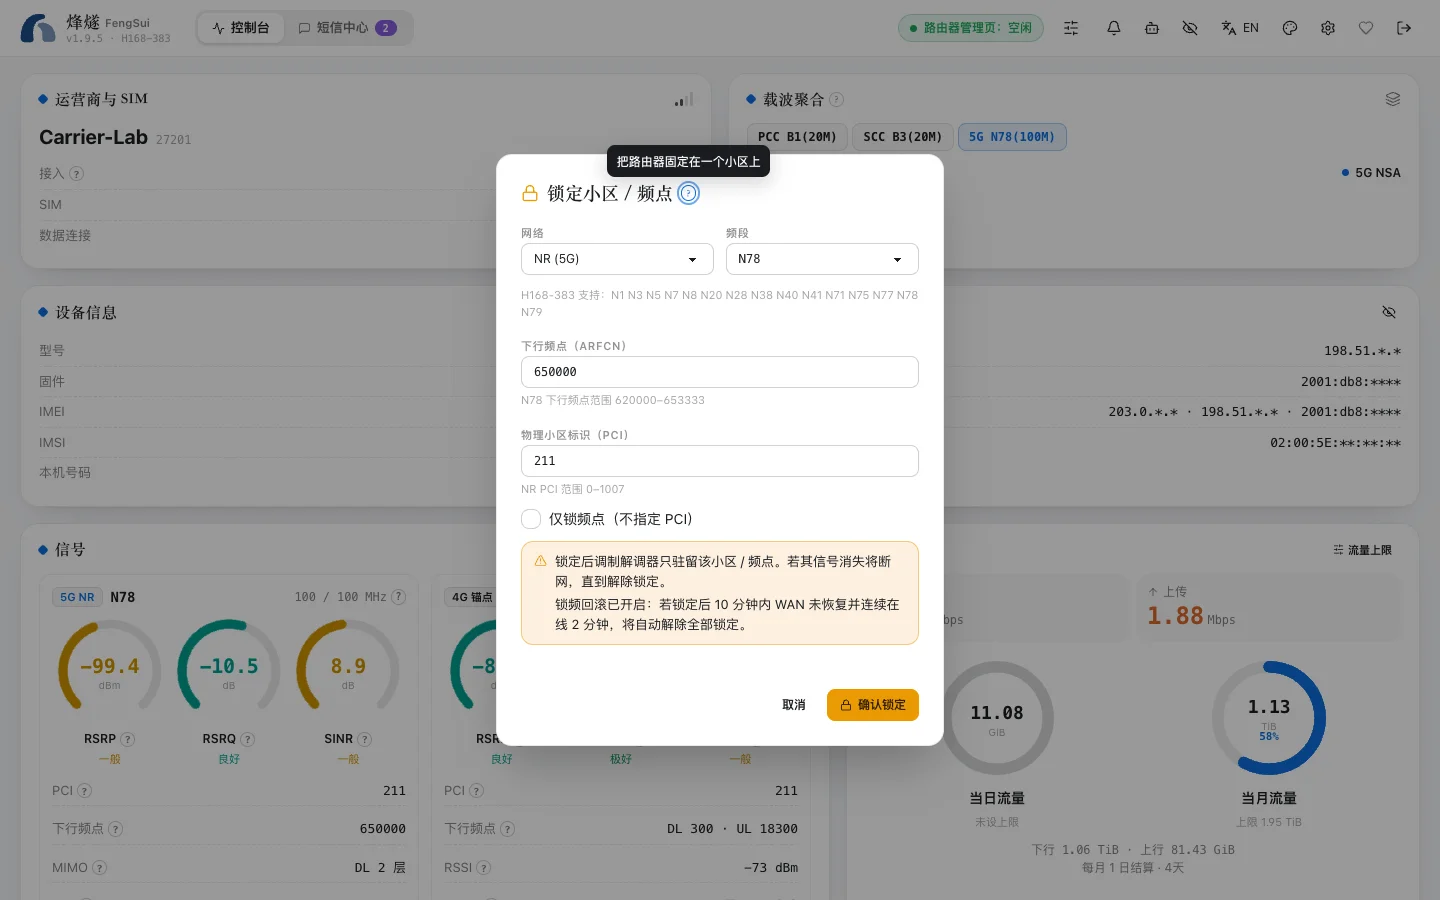 烽燧 FengSui
v1.9.5 · H168-383
控制台
短信中心 2
路由器管理页：空闲
EN
运营商与 SIM
Carrier-Lab 27201
接入
SIM
数据连接
载波聚合
PCC B1(20M) SCC B3(20M) 5G N78(100M)
5G NSA
设备信息
型号
固件
IMEI
IMSI
本机号码
198.51.*.*
2001:db8:****
203.0.*.* · 198.51.*.* · 2001:db8:****
02:00:5E:**:**:**
把路由器固定在一个小区上
锁定小区 / 频点
网络
频段
NR (5G)
N78
H168-383 支持：N1 N3 N5 N7 N8 N20 N28 N38 N40 N41 N71 N75 N77 N78
N79
下行频点（ARFCN）
650000
N78 下行频点范围 620000–653333
物理小区标识（PCI）
211
NR PCI 范围 0–1007
仅锁频点（不指定 PCI）
锁定后调制解调器只驻留该小区 / 频点。若其信号消失将断
网，直到解除锁定。
锁频回滚已开启：若锁定后 10 分钟内 WAN 未恢复并连续在
线 2 分钟，将自动解除全部锁定。
取消
确认锁定
信号
5G NR N78
100 / 100 MHz
-99.4
dBm
-10.5
dB
8.9
dB
RSRP
一般
RSRQ
良好
SINR
一般
PCI
211
下行频点
650000
MIMO
DL 2 层
4G 锚点
良好
极好
一般
PCI
211
下行频点
DL 300 · UL 18300
RSSI
-73 dBm
流量上限
上传
1.88 Mbps
11.08
GiB
当日流量
未设上限
1.13
TiB
58%
当月流量
上限 1.95 TiB
下行 1.06 TiB · 上行 81.43 GiB
每月 1 日结算 · 4天